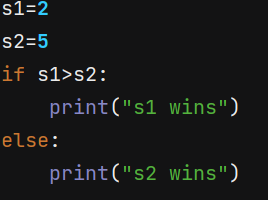 s1=2
s2=5
if s1>s2:
    print("s1 wins")
else:
    print("s2 wins")